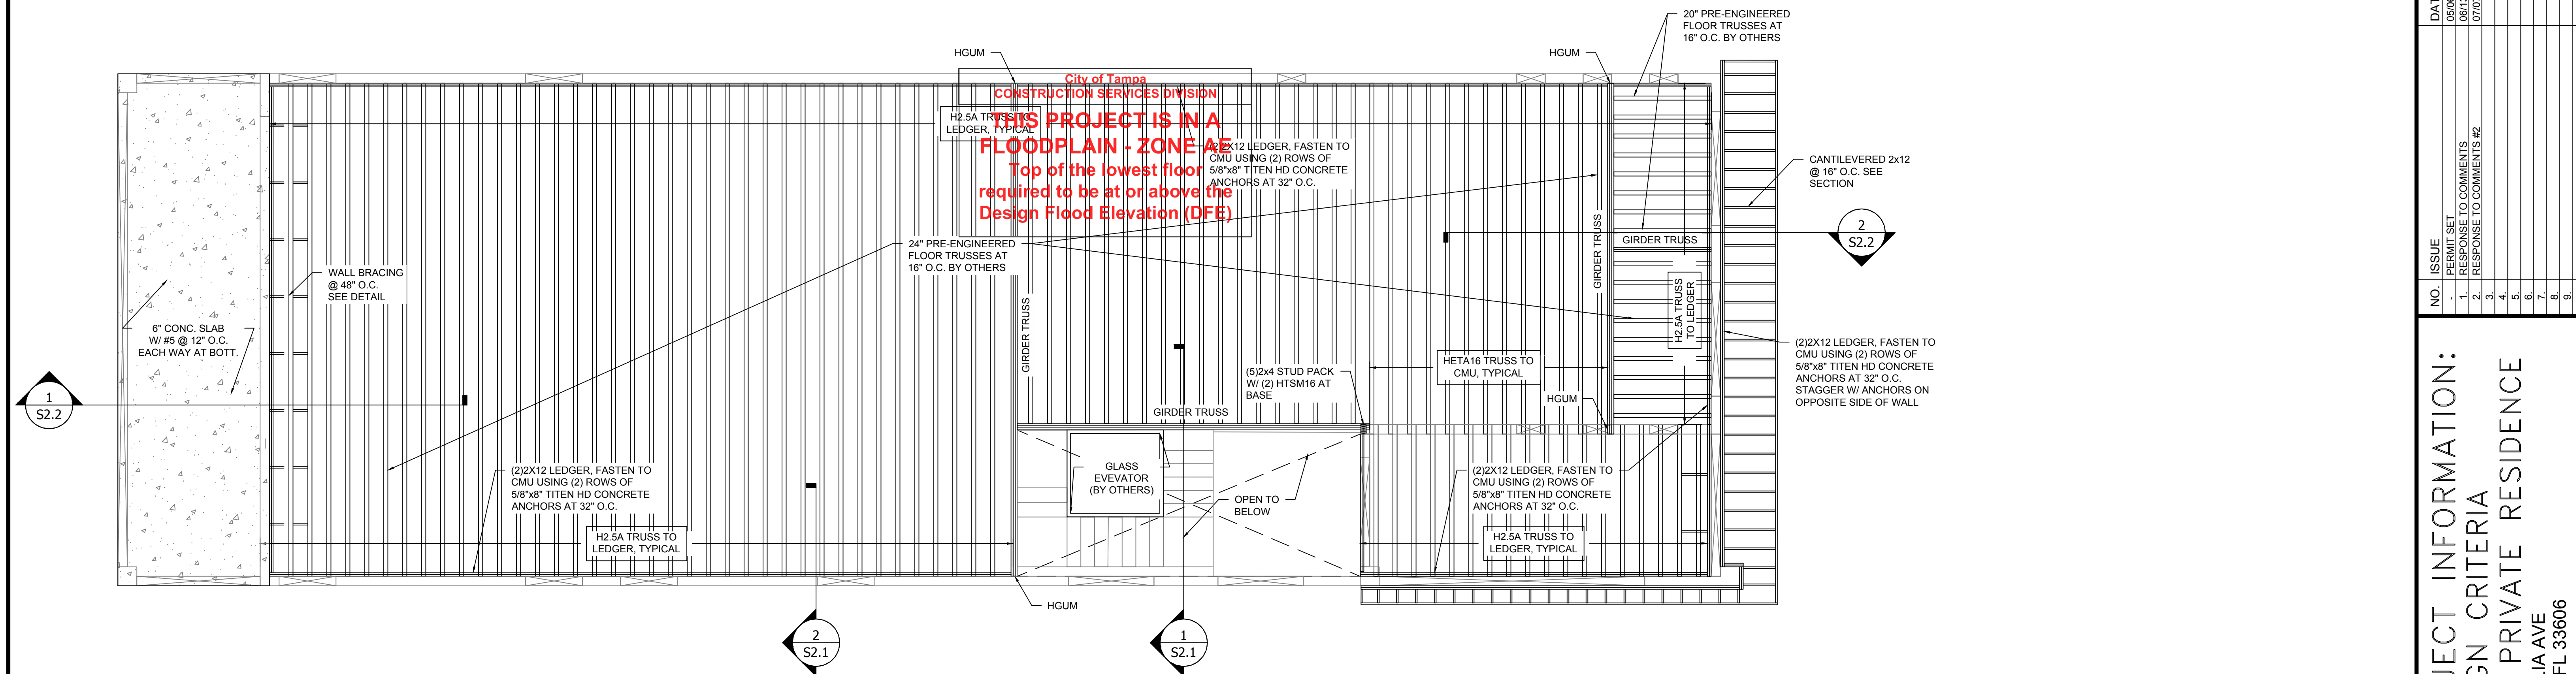 20" PRE-ENGINEERED
FLOOR TRUSSES AT
16" O.C. BY OTHERS
HGUM
HGUM
City of Tampa
CONSTRUCTION SERVICES DIVISION
THIS PROJECT IS IN A
FLOODPLAIN - ZONE AE
Top of the lowest floor
required to be at or above the
Design Flood Elevation (DFE)
H2.5A TRUSS TO
LEDGER, TYPICAL
(2)2X12 LEDGER, FASTEN TO
CMU USING (2) ROWS OF
5/8"x8" TITEN HD CONCRETE
ANCHORS AT 32" O.C.
CANTILEVERED 2x12
@ 16" O.C. SEE
SECTION
2
S2.2
GIRDER TRUSS
GIRDER TRUSS
24" PRE-ENGINEERED
FLOOR TRUSSES AT
16" O.C. BY OTHERS
WALL BRACING
@ 48" O.C.
SEE DETAIL
H2.5A TRUSS
TO LEDGER
6" CONC. SLAB
W/ #5 @ 12" O.C.
EACH WAY AT BOTT.
GIRDER TRUSS
(2)2X12 LEDGER, FASTEN TO
CMU USING (2) ROWS OF
5/8"x8" TITEN HD CONCRETE
ANCHORS AT 32" O.C.
STAGGER W/ ANCHORS ON
OPPOSITE SIDE OF WALL
HETA16 TRUSS TO
CMU, TYPICAL
(5)2x4 STUD PACK
W/ (2) HTSM16 AT
BASE
HGUM
1
S2.2
GIRDER TRUSS
GLASS
EVEVATOR
(BY OTHERS)
OPEN TO
BELOW
(2)2X12 LEDGER, FASTEN TO
CMU USING (2) ROWS OF
5/8"x8" TITEN HD CONCRETE
ANCHORS AT 32" O.C.
(2)2X12 LEDGER, FASTEN TO
CMU USING (2) ROWS OF
5/8"x8" TITEN HD CONCRETE
ANCHORS AT 32" O.C.
H2.5A TRUSS TO
LEDGER, TYPICAL
H2.5A TRUSS TO
LEDGER, TYPICAL
HGUM
2
S2.1
1
S2.1
NO. ISSUE
- PERMIT SET
1. RESPONSE TO COMMENTS
2. RESPONSE TO COMMENTS #2
3.
4.
5.
6.
7.
8.
9.
INFORMATION:
CRITERIA
PRIVATE RESIDENCE
AVE
FL 33606